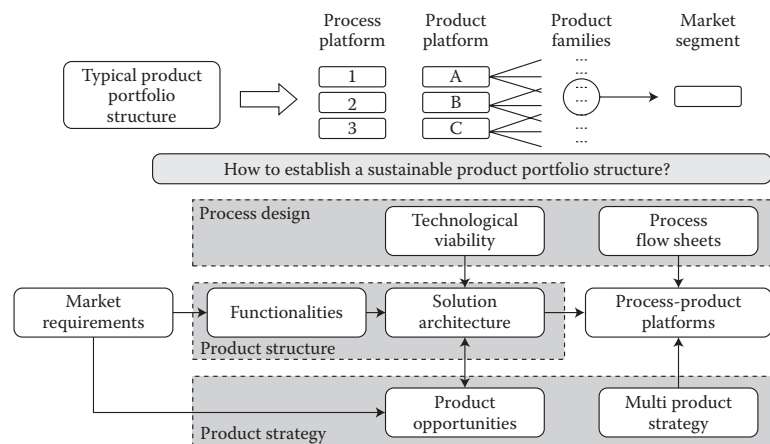 Process
platform
Product
platform
Product
families
Market
segment
Typical product
portfolio
structure
1
2
3
A
B
C
How to establish a sustainable product portfolio structure?
Process design
Technological
viability
Process
flow sheets
Market
requirements
Functionalities
Solution
architecture
Process-product
platforms
Product structure
Product
opportunities
Multi product
strategy
Product strategy